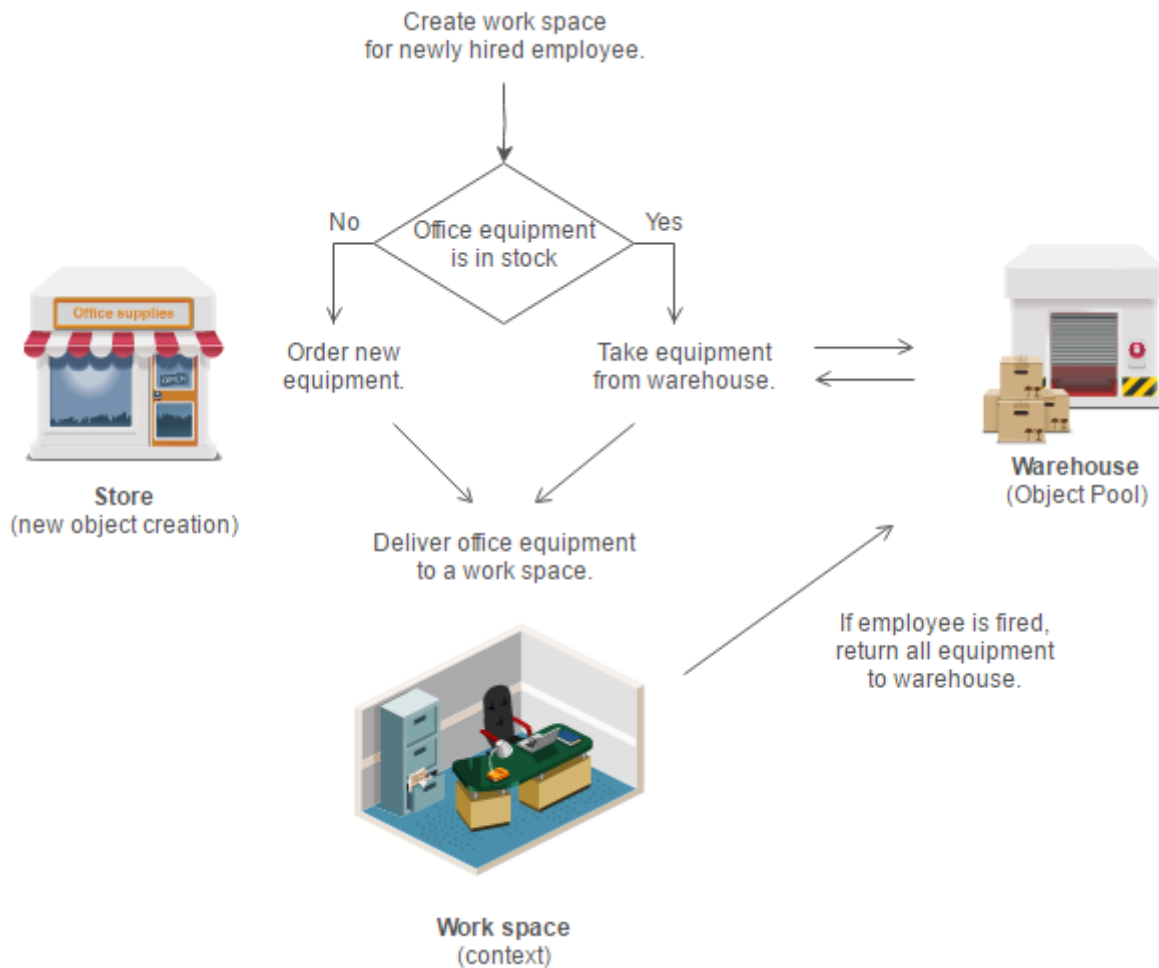 Create work space
for newly hired employee.
No
Yes
Office equipment
is in stock
Office supplies
OPEN
Order new
equipment.
Take equipment
from warehouse.
Store
(new object creation)
Warehouse
(Object Pool)
Deliver office equipment
to a work space.
If employee is fired,
return all equipment
to warehouse.
Work space
(context)